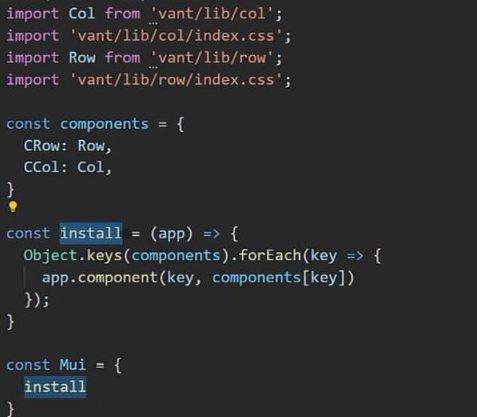 import Col from 'vant/lib/col';
import 'vant/lib/col/index.css';
import Row from 'vant/lib/row';
import 'vant/lib/row/index.css';
const components = {
CRow: Row,
CCol: Col,
}
const install = (app) => {
Object.keys(components).forEach(key => {
app.component(key, components[key])
});
}
const Mui = {
install
}